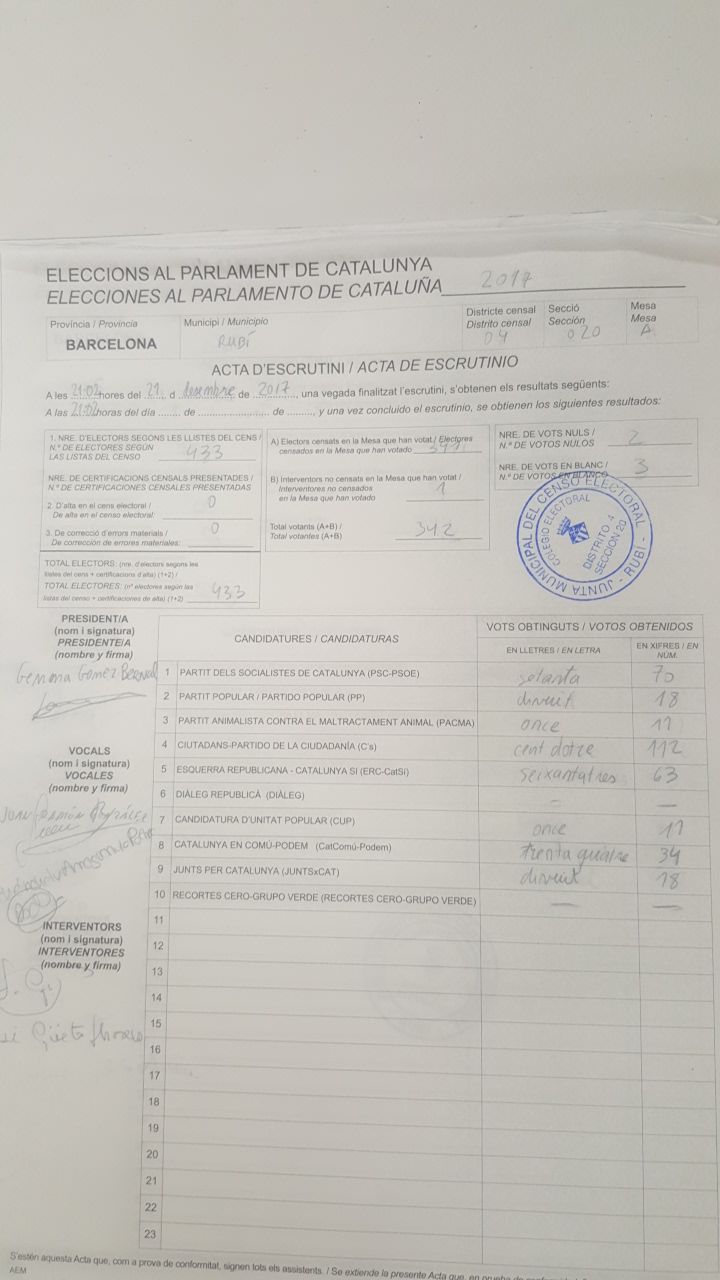 ELECCIONS AL PARLAMENT DE CATALUNYA
ELECCIONES AL PARLAMENTO DE CATALUÑA 2017
Provincia / Provincia
BARCELONA
Municipi / Municipio
RUBÍ
Districte censal
Distrito censal
04
Secció
Sección
020
Mesa
Mesa
A
ACTA D'ESCRUTINI / ACTA DE ESCRUTINIO
A les 21:02 hores del 21 d desembre de 2017, una vegada finalitzat l'escrutini, s'obtenen els resultats següents:
A las 21:02 horas del día ........ de ........................ de ........, y una vez concluido el escrutinio, se obtienen los siguientes resultados:
1. NRE. D'ELECTORS SEGONS LES LLISTES DEL CENS /
N.º DE ELECTORES SEGÚN
LAS LISTAS DEL CENSO 433
NRE. DE CERTIFICACIONS CENSALS PRESENTADES /
N.º DE CERTIFICACIONES CENSALES PRESENTADAS
2. D'alta en el cens electoral /
De alta en el censo electoral: 0
3. De correcció d'errors materials /
De corrección de errores materiales: 0
TOTAL ELECTORS: (nre. d'electors segons les
llistes del cens + certificacions d'alta) (1+2) /
TOTAL ELECTORES: (nº electores según las
listas del censo + certificaciones de alta) (1+2) 433
A) Electors censats en la Mesa que han votat / Electores
censados en la Mesa que han votado 341
B) Interventors no censats en la Mesa que han votat /
Interventores no censados
en la Mesa que han votado 1
Total votants (A+B) /
Total votantes (A+B) 342
NRE. DE VOTS NULS /
N.º DE VOTOS NULOS 2
NRE. DE VOTS EN BLANC /
N.º DE VOTOS EN BLANCO 3
JUNTA MUNICIPAL DEL CENSO ELECTORAL - RUBÍ -
COLEGIO ELECTORAL
DISTRITO 4
SECCION 20
PRESIDENT/A
(nom i signatura)
PRESIDENTE/A
(nombre y firma)
Gemma Gómez Bernal
VOCALS
(nom i signatura)
VOCALES
(nombre y firma)
INTERVENTORS
(nom i signatura)
INTERVENTORES
(nombre y firma)
CANDIDATURES / CANDIDATURAS
VOTS OBTINGUTS / VOTOS OBTENIDOS
EN LLETRES / EN LETRA
EN XIFRES / EN NÚM.
1 PARTIT DELS SOCIALISTES DE CATALUNYA (PSC-PSOE) setanta 70
2 PARTIT POPULAR / PARTIDO POPULAR (PP) divuit 18
3 PARTIT ANIMALISTA CONTRA EL MALTRACTAMENT ANIMAL (PACMA) once 11
4 CIUTADANS-PARTIDO DE LA CIUDADANÍA (C's) cent dotze 112
5 ESQUERRA REPUBLICANA - CATALUNYA SÍ (ERC-CatSí) seixantatres 63
6 DIÀLEG REPUBLICÀ (DIÀLEG) — —
7 CANDIDATURA D'UNITAT POPULAR (CUP) once 11
8 CATALUNYA EN COMÚ-PODEM (CatComú-Podem) trenta quatre 34
9 JUNTS PER CATALUNYA (JUNTSxCAT) divuit 18
10 RECORTES CERO-GRUPO VERDE (RECORTES CERO-GRUPO VERDE) — —
11
12
13
14
15
16
17
18
19
20
21
22
23
S'estén aquesta Acta que, com a prova de conformitat, signen tots els assistents. / Se extiende la presente Acta que, en prueba de
AEM